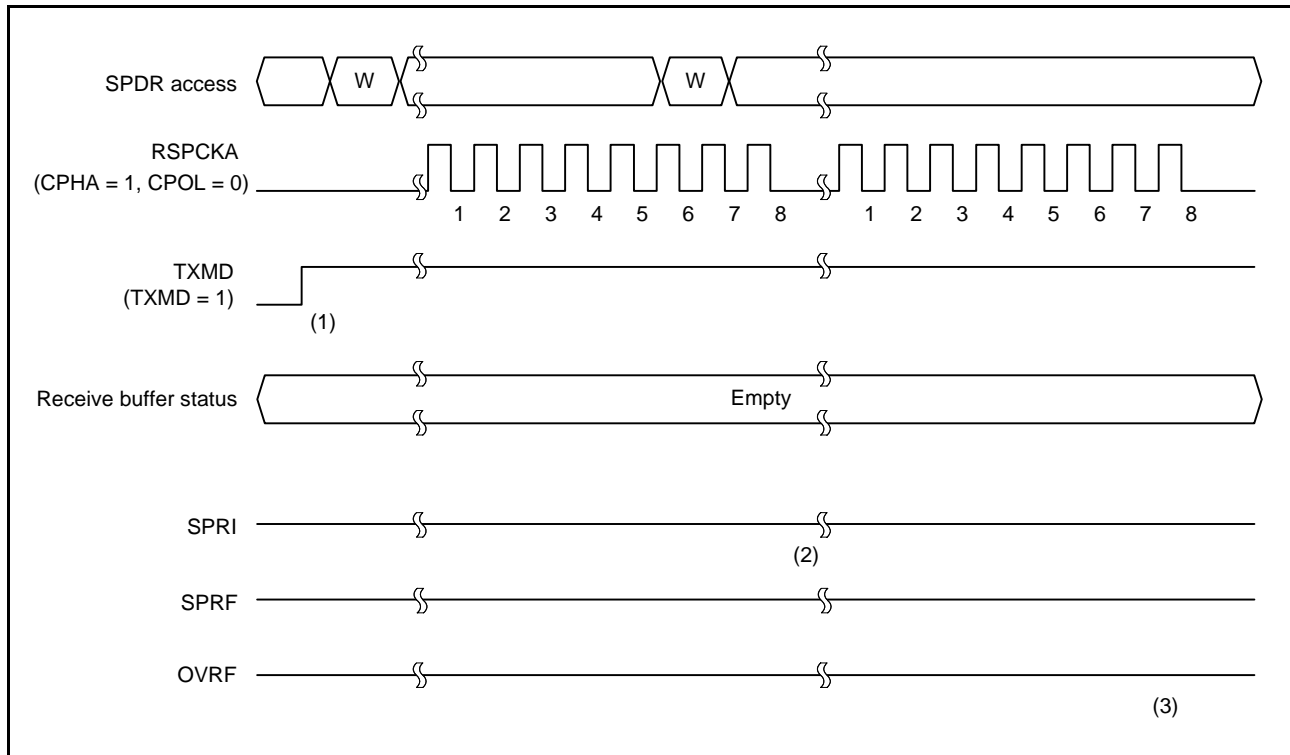 SPDR access
W
W
RSPCKA
(CPHA = 1, CPOL = 0)
1 2 3 4 5 6 7 8
1 2 3 4 5 6 7 8
TXMD
(TXMD = 1)
(1)
Receive buffer status
Empty
SPRI
(2)
SPRF
OVRF
(3)